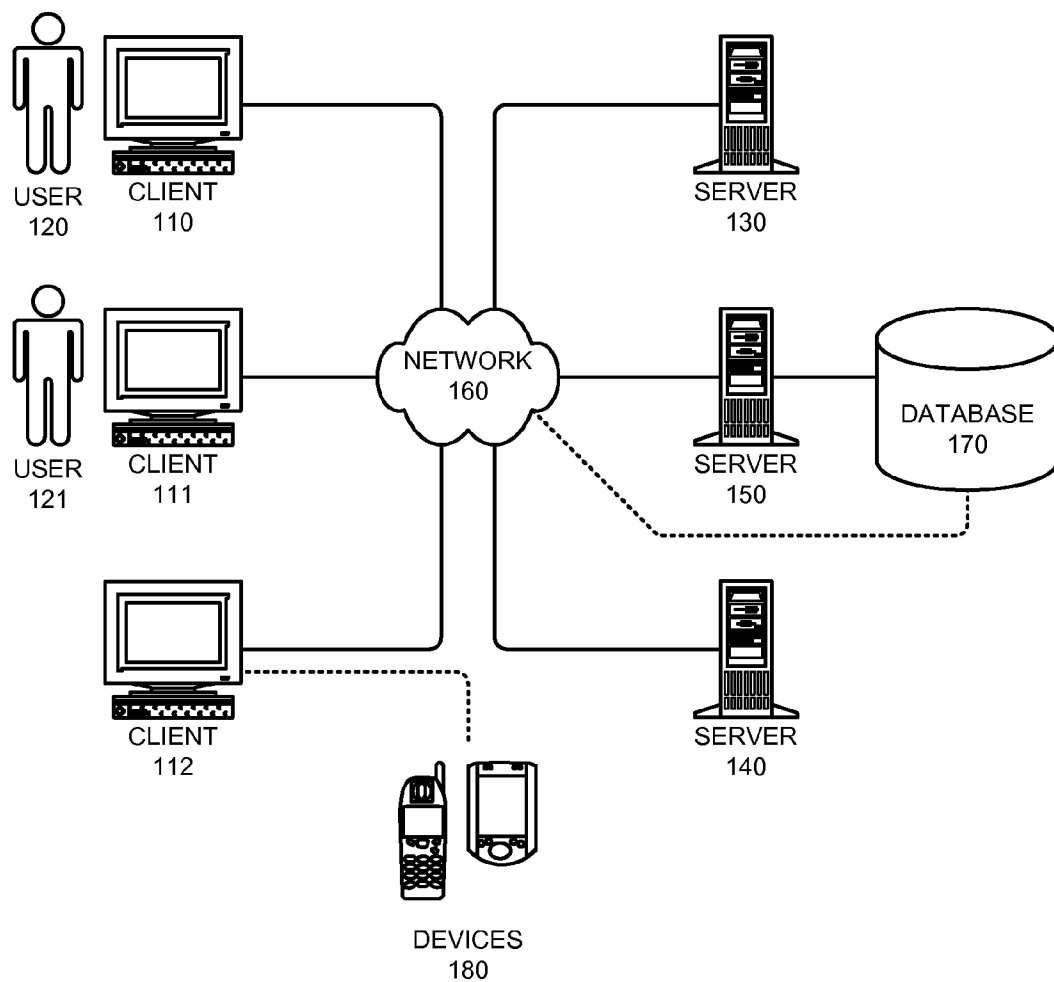 USER
120
CLIENT
110
SERVER
130
USER
121
CLIENT
111
NETWORK
160
SERVER
150
DATABASE
170
CLIENT
112
SERVER
140
DEVICES
180